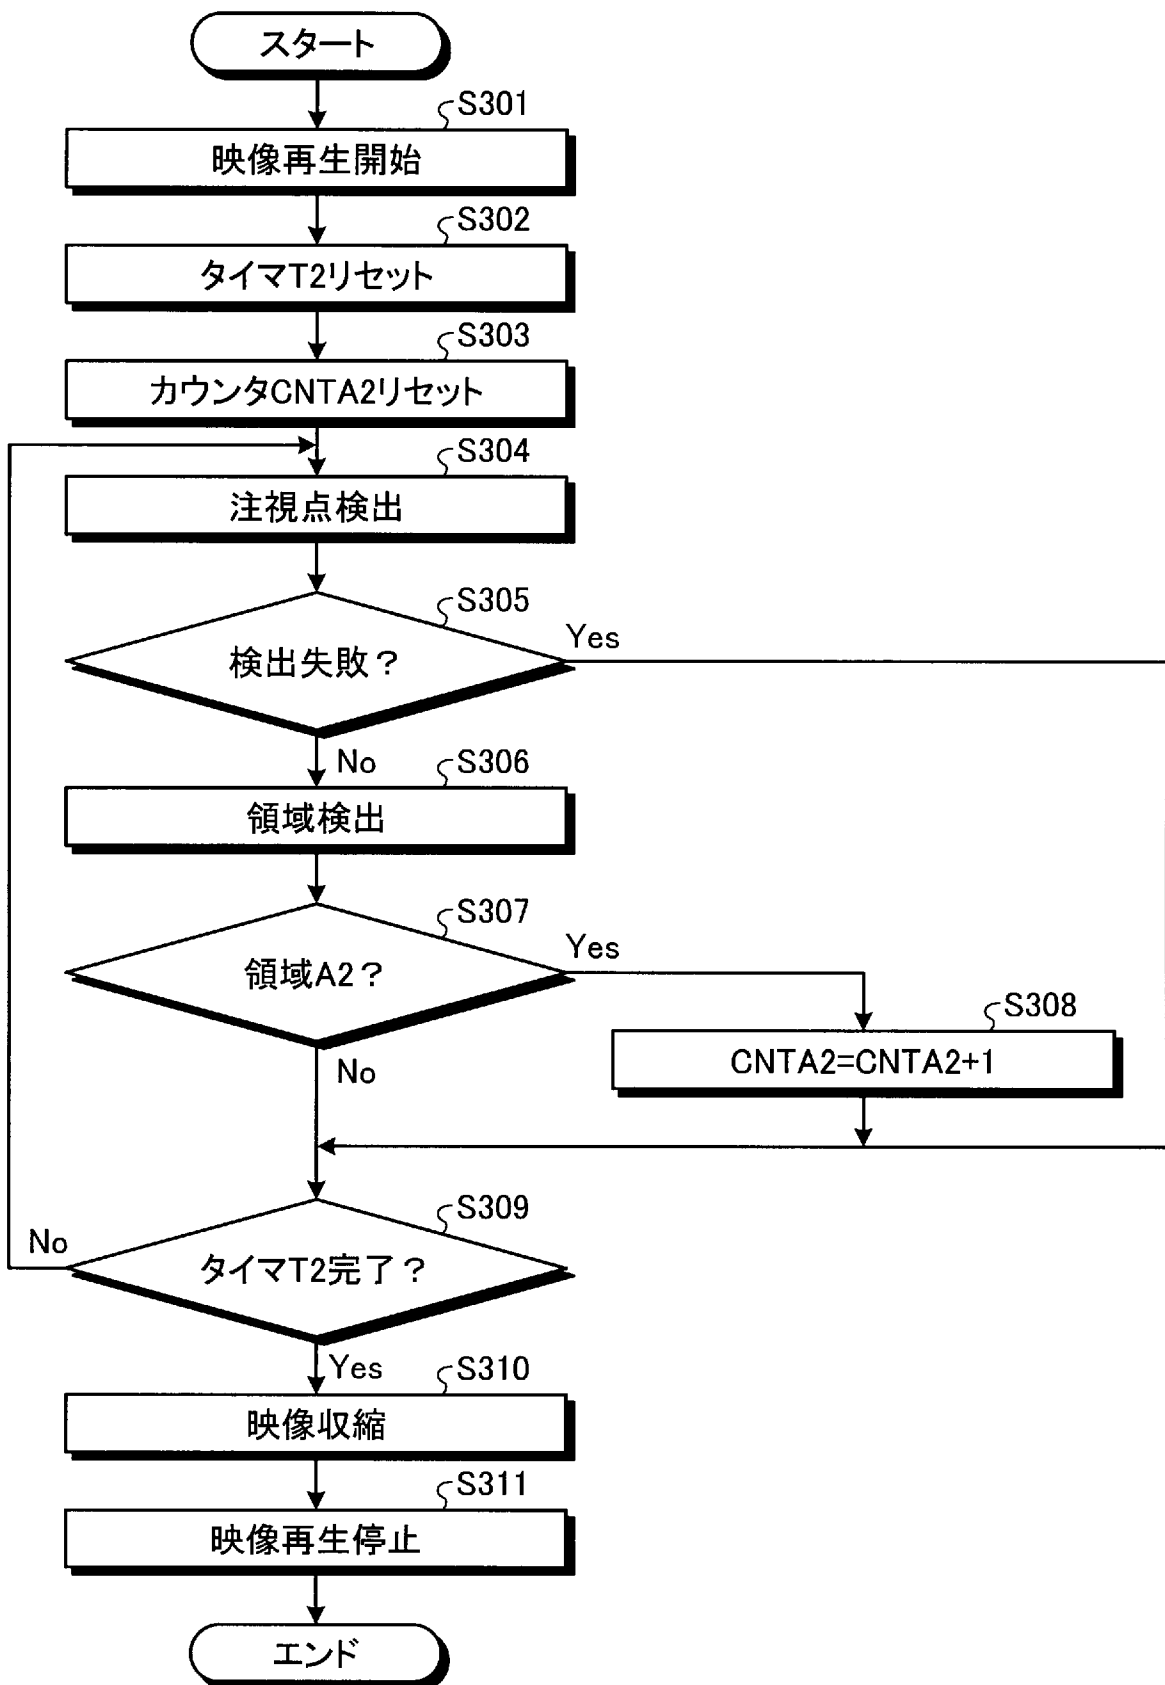 スタート
S301
映像再生開始
S302
タイマT2リセット
S303
カウンタCNTA2リセット
S304
注視点検出
S305
検出失敗？
Yes
No
S306
領域検出
S307
領域A2？
Yes
No
S308
CNTA2=CNTA2+1
S309
タイマT2完了？
No
Yes
S310
映像収縮
S311
映像再生停止
エンド